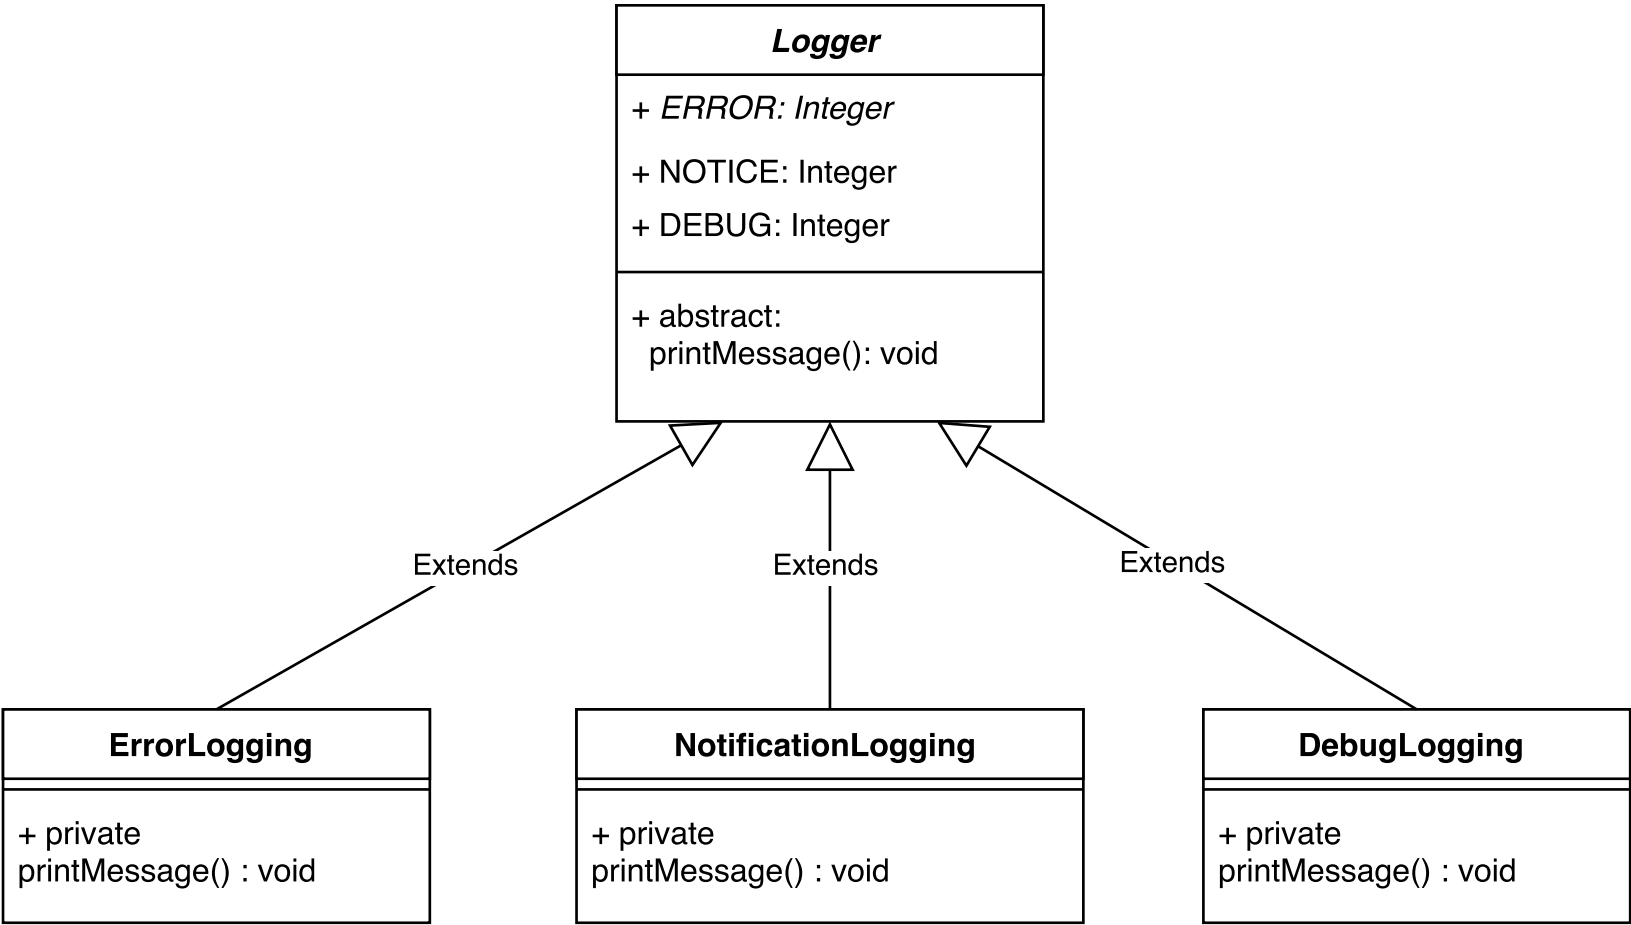 Logger
+ ERROR: Integer
+ NOTICE: Integer
+ DEBUG: Integer
+ abstract:
printMessage(): void
Extends
Extends
Extends
ErrorLogging
+ private
printMessage() : void
NotificationLogging
+ private
printMessage() : void
DebugLogging
+ private
printMessage() : void